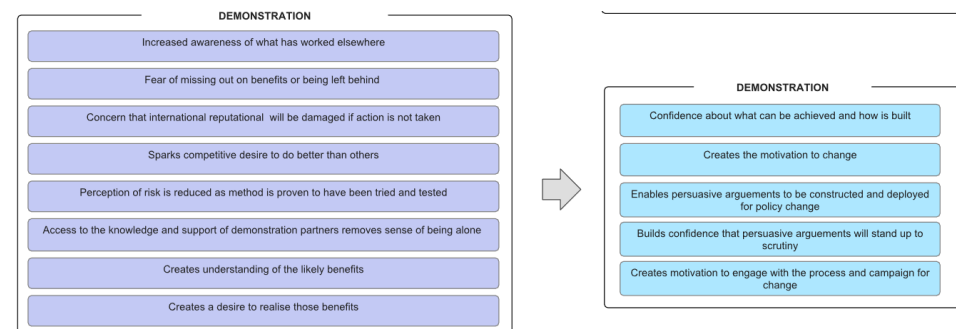 DEMONSTRATION
Increased awareness of what has worked elsewhere
Fear of missing out on benefits or being left behind
Concern that international reputational will be damaged if action is not taken
Sparks competitive desire to do better than others
Perception of risk is reduced as method is proven to have been tried and tested
Access to the knowledge and support of demonstration partners removes sense of being alone
Creates understanding of the likely benefits
Creates a desire to realise those benefits
DEMONSTRATION
Confidence about what can be achieved and how is built
Creates the motivation to change
Enables persuasive arguements to be constructed and deployed
for policy change
Builds confidence that persuasive arguements will stand up to
scrutiny
Creates motivation to engage with the process and campaign for
change